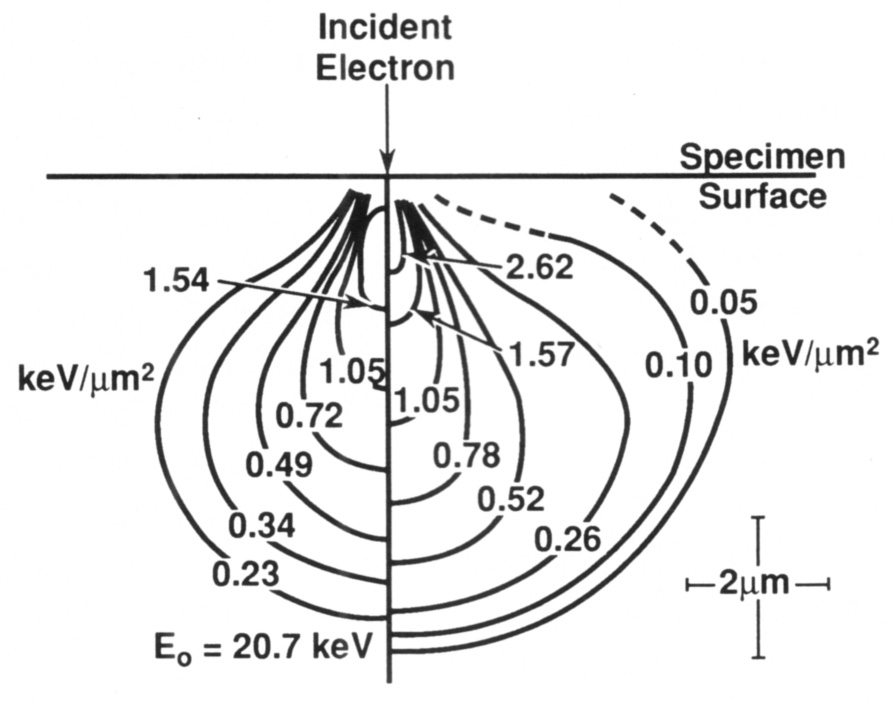 Incident
Electron
Specimen
Surface
1.54
2.62
0.05
keV/μm²
1.05
1.57
0.10
keV/μm²
0.72
1.05
0.49
0.78
0.34
0.52
0.23
0.26
2μm
Eₒ = 20.7 keV